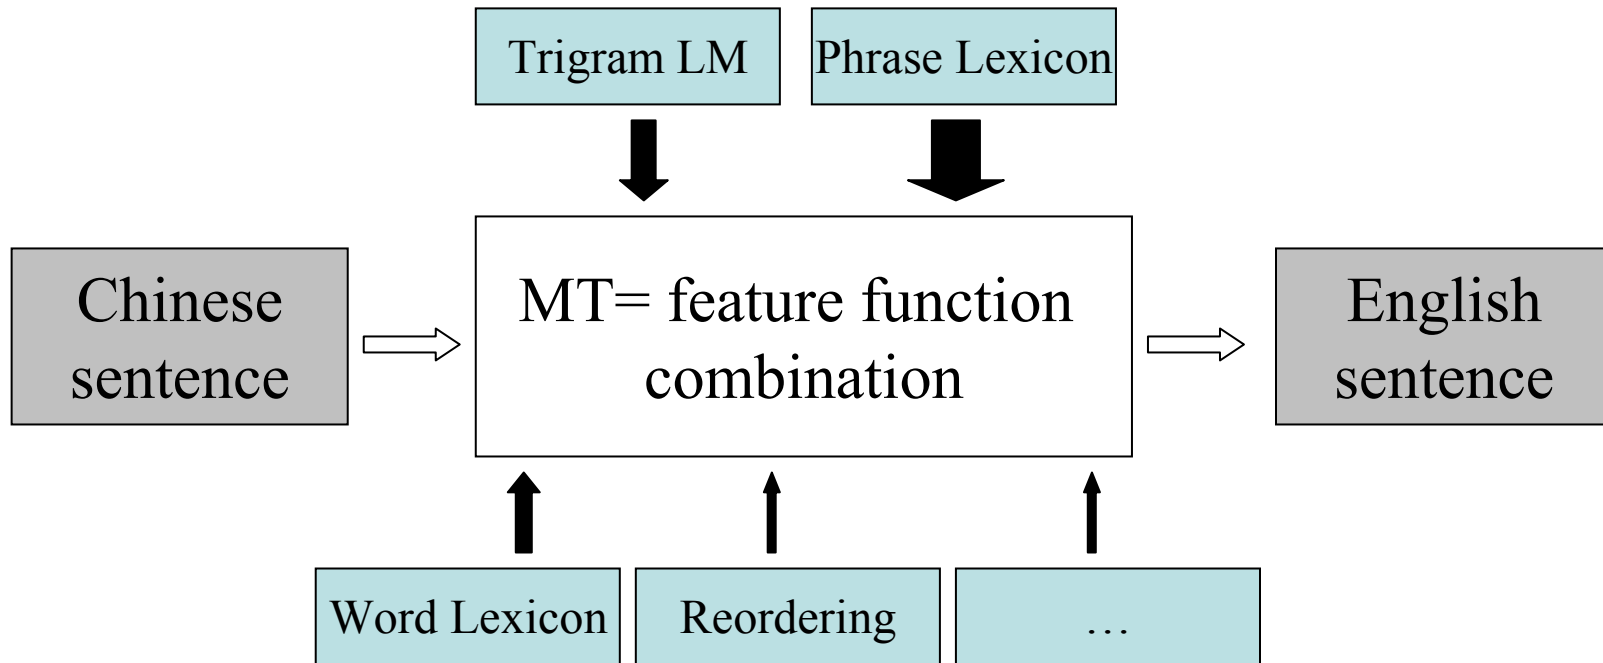 Trigram LM
Phrase Lexicon
Chinese
sentence
MT= feature function
combination
English
sentence
Word Lexicon
Reordering
…